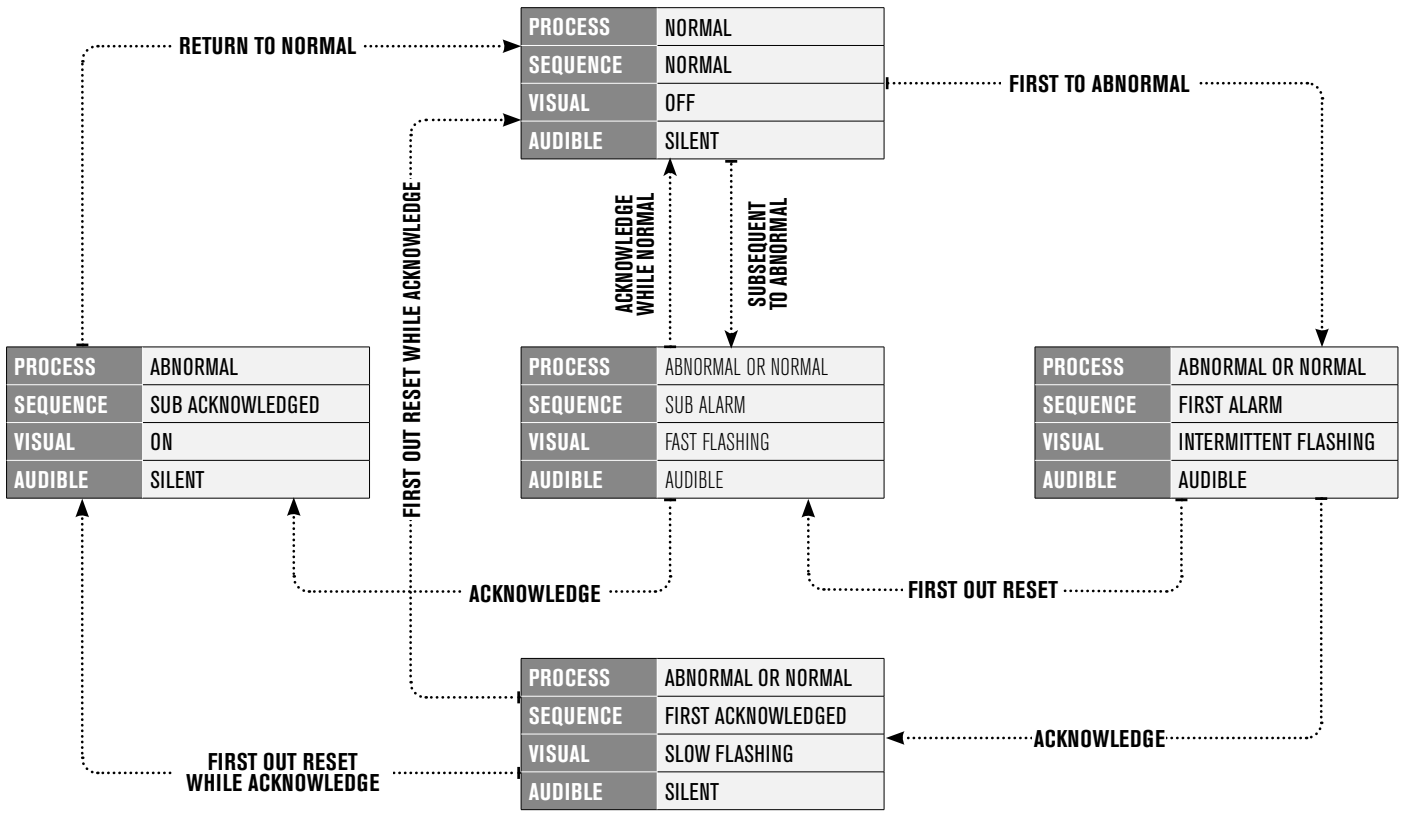 PROCESS NORMAL
SEQUENCE NORMAL
VISUAL OFF
AUDIBLE SILENT
RETURN TO NORMAL
FIRST TO ABNORMAL
FIRST OUT RESET WHILE ACKNOWLEDGE
ACKNOWLEDGE
WHILE NORMAL
SUBSEQUENT
TO ABNORMAL
PROCESS ABNORMAL
SEQUENCE SUB ACKNOWLEDGED
VISUAL ON
AUDIBLE SILENT
PROCESS ABNORMAL OR NORMAL
SEQUENCE SUB ALARM
VISUAL FAST FLASHING
AUDIBLE AUDIBLE
PROCESS ABNORMAL OR NORMAL
SEQUENCE FIRST ALARM
VISUAL INTERMITTENT FLASHING
AUDIBLE AUDIBLE
ACKNOWLEDGE
FIRST OUT RESET
PROCESS ABNORMAL OR NORMAL
SEQUENCE FIRST ACKNOWLEDGED
VISUAL SLOW FLASHING
AUDIBLE SILENT
ACKNOWLEDGE
FIRST OUT RESET
WHILE ACKNOWLEDGE